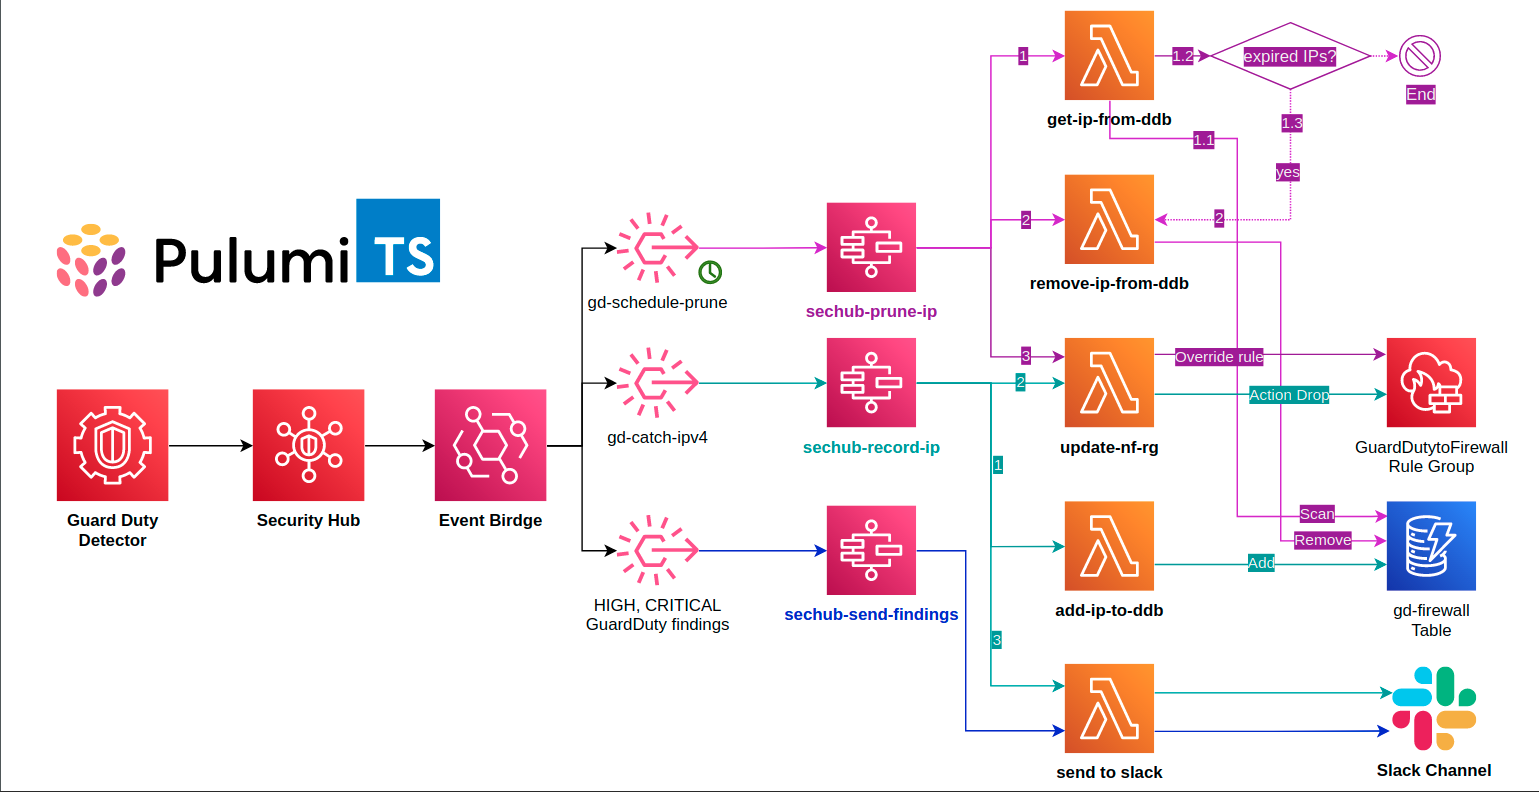 Pulumi
TS
Guard Duty
Detector
Security Hub
Event Birdge
gd-schedule-prune
gd-catch-ipv4
HIGH, CRITICAL
GuardDuty findings
sechub-prune-ip
sechub-record-ip
sechub-send-findings
1
2
3
2
1
3
get-ip-from-ddb
1.2
expired IPs?
End
1.1
1.3
yes
2
remove-ip-from-ddb
update-nf-rg
Override rule
Action Drop
GuardDutytoFirewall
Rule Group
add-ip-to-ddb
Scan
Remove
Add
gd-firewall
Table
send to slack
Slack Channel